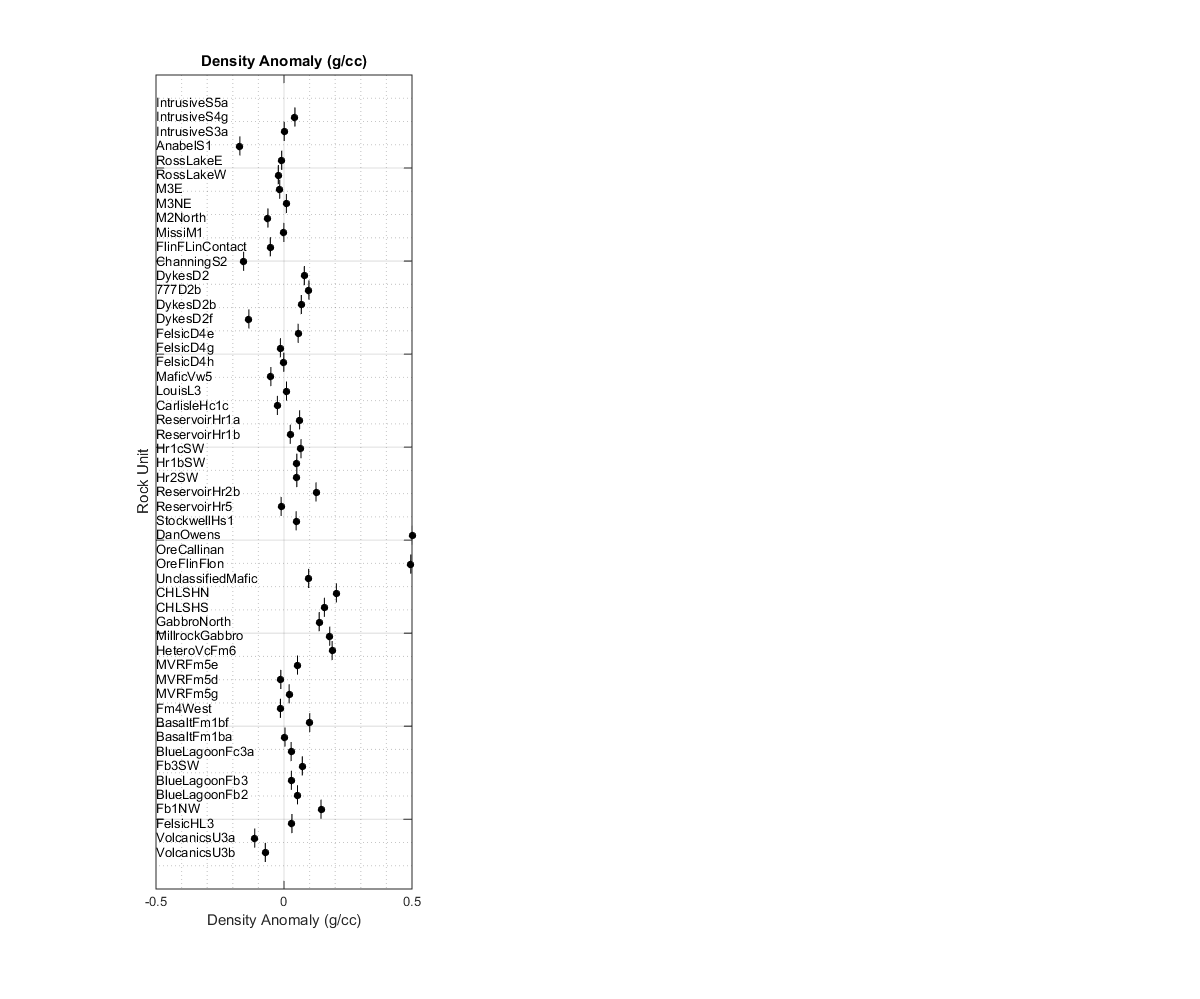 Density Anomaly (g/cc)
IntrusiveS5a
IntrusiveS4g
IntrusiveS3a
AnabelS1
RossLakeE
RossLakeW
M3E
M3NE
M2North
MissiM1
FlinFLinContact
ChanningS2
DykesD2
777D2b
DykesD2b
DykesD2f
FelsicD4e
FelsicD4g
FelsicD4h
MaficVw5
LouisL3
CarlisleHc1c
ReservoirHr1a
ReservoirHr1b
Hr1cSW
Hr1bSW
Hr2SW
ReservoirHr2b
ReservoirHr5
StockwellHs1
DanOwens
OreCallinan
OreFlinFlon
UnclassifiedMafic
CHLSHN
CHLSHS
GabbroNorth
MillrockGabbro
HeteroVcFm6
MVRFm5e
MVRFm5d
MVRFm5g
Fm4West
BasaltFm1bf
BasaltFm1ba
BlueLagoonFc3a
Fb3SW
BlueLagoonFb3
BlueLagoonFb2
Fb1NW
FelsicHL3
VolcanicsU3a
VolcanicsU3b
Rock Unit
-0.5 0 0.5
Density Anomaly (g/cc)